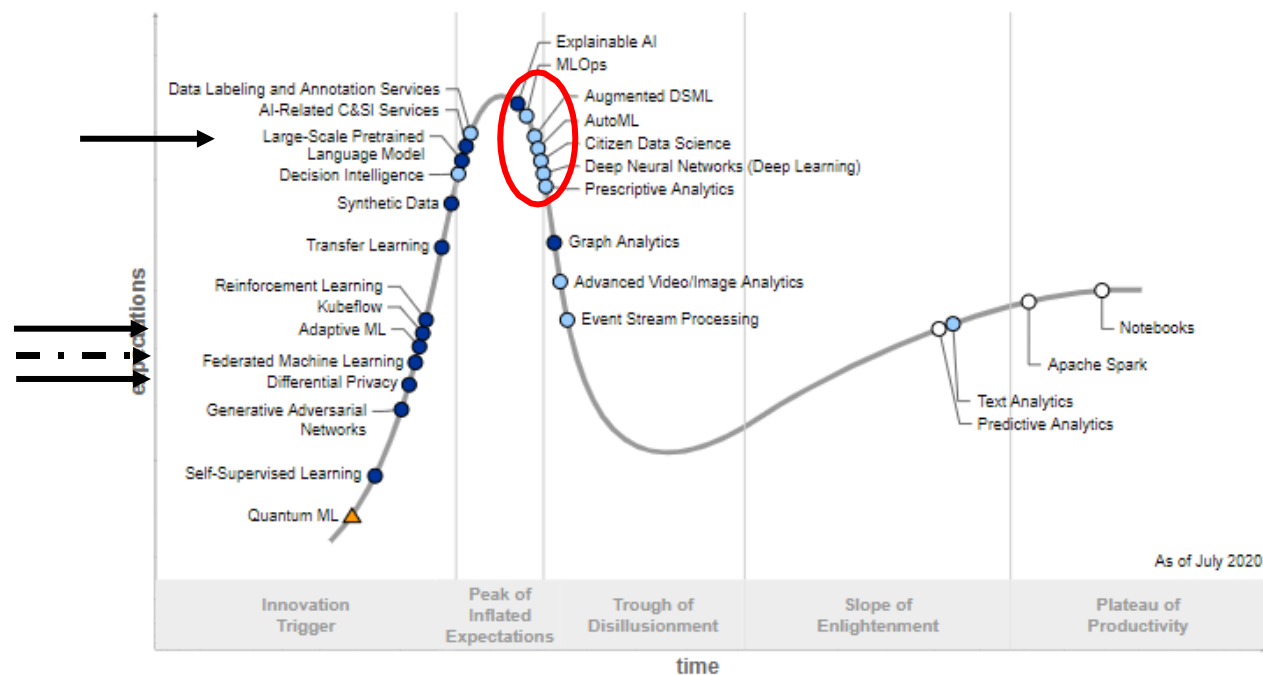 Explainable AI
MLOps
Data Labeling and Annotation Services
AI-Related C&SI Services
Large-Scale Pretrained
Language Model
Decision Intelligence
Synthetic Data
Transfer Learning
Reinforcement Learning
Kubeflow
Adaptive ML
Federated Machine Learning
Differential Privacy
Generative Adversarial
Networks
Self-Supervised Learning
Quantum ML
Augmented DSML
AutoML
Citizen Data Science
Deep Neural Networks (Deep Learning)
Prescriptive Analytics
Graph Analytics
Advanced Video/Image Analytics
Event Stream Processing
Notebooks
Apache Spark
Text Analytics
Predictive Analytics
expectations
As of July 2020
Innovation
Trigger
Peak of
Inflated
Expectations
Trough of
Disillusionment
Slope of
Enlightenment
Plateau of
Productivity
time